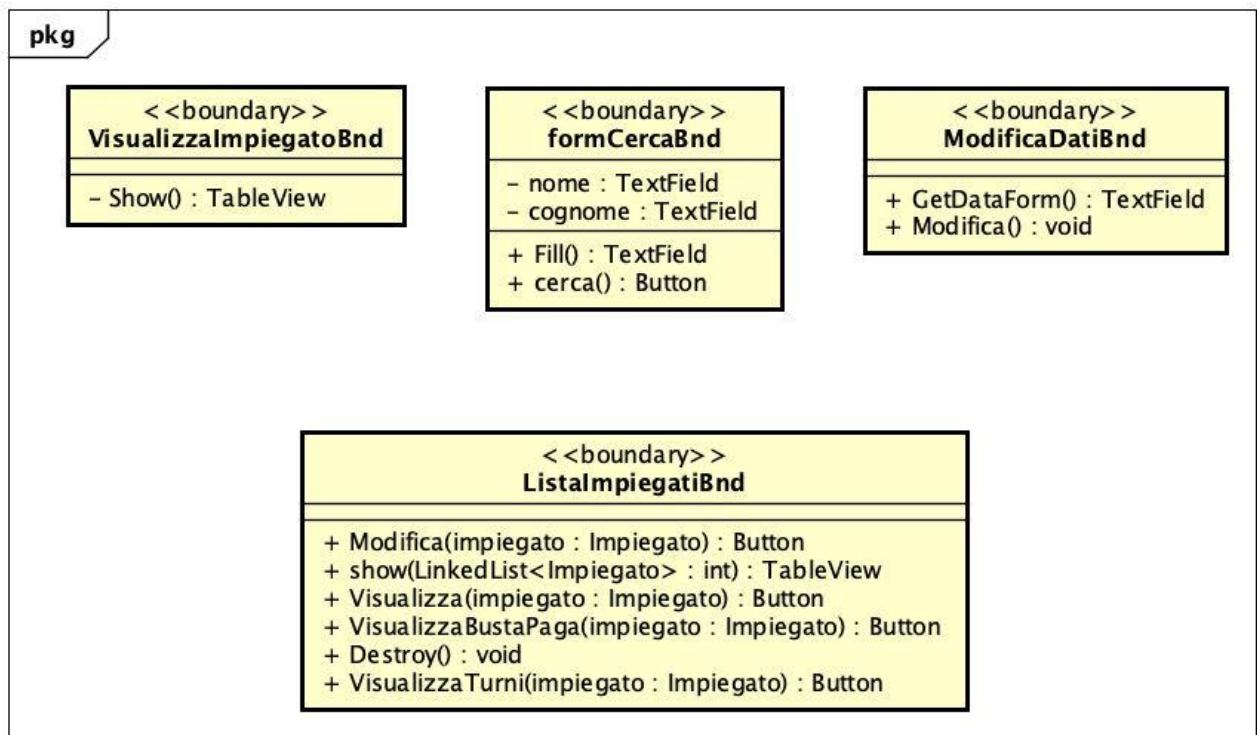 pkg
<<boundary>>
VisualizzaImpiegatoBnd
- Show() : TableView
<<boundary>>
formCercaBnd
- nome : TextField
- cognome : TextField
+ Fill() : TextField
+ cerca() : Button
<<boundary>>
ModificaDatiBnd
+ GetDataForm() : TextField
+ Modifica() : void
<<boundary>>
ListaImpiegatiBnd
+ Modifica(impiegato : Impiegato) : Button
+ show(LinkedList<Impiegato> : int) : TableView
+ Visualizza(impiegato : Impiegato) : Button
+ VisualizzaBustaPaga(impiegato : Impiegato) : Button
+ Destroy() : void
+ VisualizzaTurni(impiegato : Impiegato) : Button